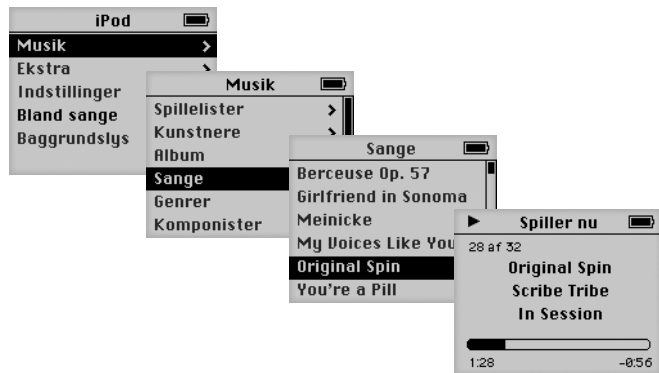 iPod
Musik
Ekstra
Indstillinger
Bland sange
Baggrundslys
Musik
Spillelister
Kunstnere
Album
Sange
Genrer
Komponister
Sange
Berceuse Op. 57
Girlfriend in Sonoma
Meinicke
My Voices Like You
Original Spin
You're a Pill
Spiller nu
28 af 32
Original Spin
Scribe Tribe
In Session
1:28 -0:56